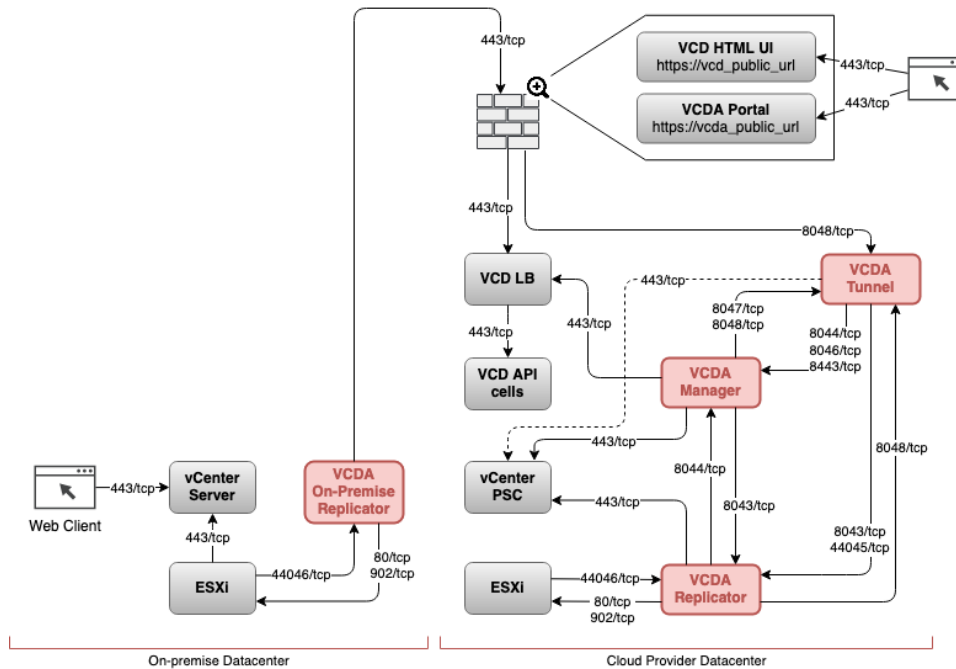 443/tcp
VCD HTML UI
https://vcd_public_url
443/tcp
VCDA Portal
https://vcda_public_url
443/tcp
443/tcp
8048/tcp
VCD LB
443/tcp
VCDA
Tunnel
443/tcp
443/tcp
8047/tcp
8048/tcp
8044/tcp
8046/tcp
8443/tcp
VCD API
cells
VCDA
Manager
443/tcp
8048/tcp
Web Client
443/tcp
vCenter
Server
VCDA
On-Premise
Replicator
vCenter
PSC
8044/tcp
443/tcp
8043/tcp
443/tcp
8043/tcp
44045/tcp
80/tcp
902/tcp
ESXi
44046/tcp
ESXi
44046/tcp
80/tcp
902/tcp
VCDA
Replicator
On-premise Datacenter
Cloud Provider Datacenter